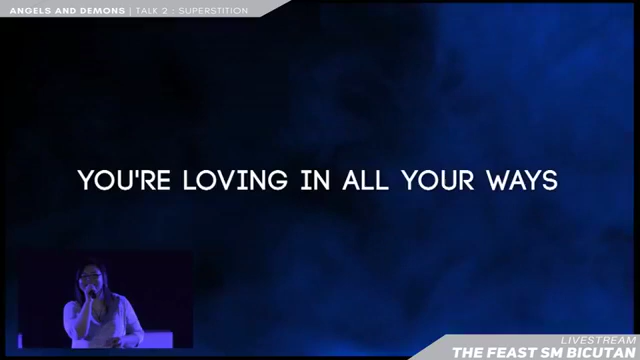 ANGELS AND DEMONS | TALK 2 : SUPERSTITION
YOU'RE LOVING IN ALL YOUR WAYS
LIVESTREAM
THE FEAST SM BICUTAN